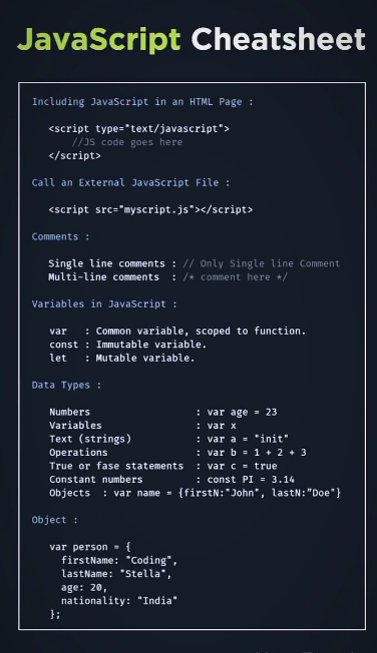 JavaScript Cheatsheet
Including JavaScript in an HTML Page :
<script type="text/javascript">
//JS code goes here
</script>
Call an External JavaScript File :
<script src="myscript.js"></script>
Comments :
Single line comments : // Only Single line Comment
Multi-line comments : /* comment here */
Variables in JavaScript :
var : Common variable, scoped to function.
const : Immutable variable.
let : Mutable variable.
Data Types :
Numbers : var age = 23
Variables : var x
Text (strings) : var a = "init"
Operations : var b = 1 + 2 + 3
True or fase statements : var c = true
Constant numbers : const PI = 3.14
Objects : var name = {firstN:"John", lastN:"Doe"}
Object :
var person = {
firstName: "Coding",
lastName: "Stella",
age: 20,
nationality: "India"
};